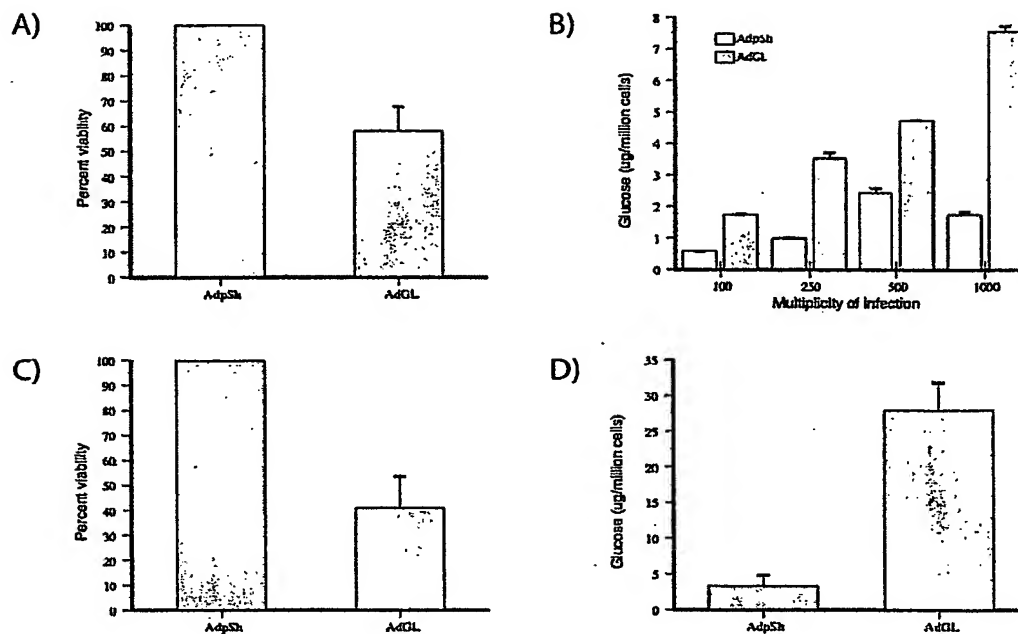 A)
Percent viability
100
90
80
70
60
50
40
30
20
10
0
AdpSh
AdGL
B)
Glucose (ug/million cells)
8
7
6
5
4
3
2
1
0
AdpSh
AdGL
100
250
500
1000
Multiplicity of Infection
C)
Percent viability
100
90
80
70
60
50
40
30
20
10
0
AdpSh
AdGL
D)
Glucose (ug/million cells)
35
30
25
20
15
10
5
0
AdpSh
AdGL